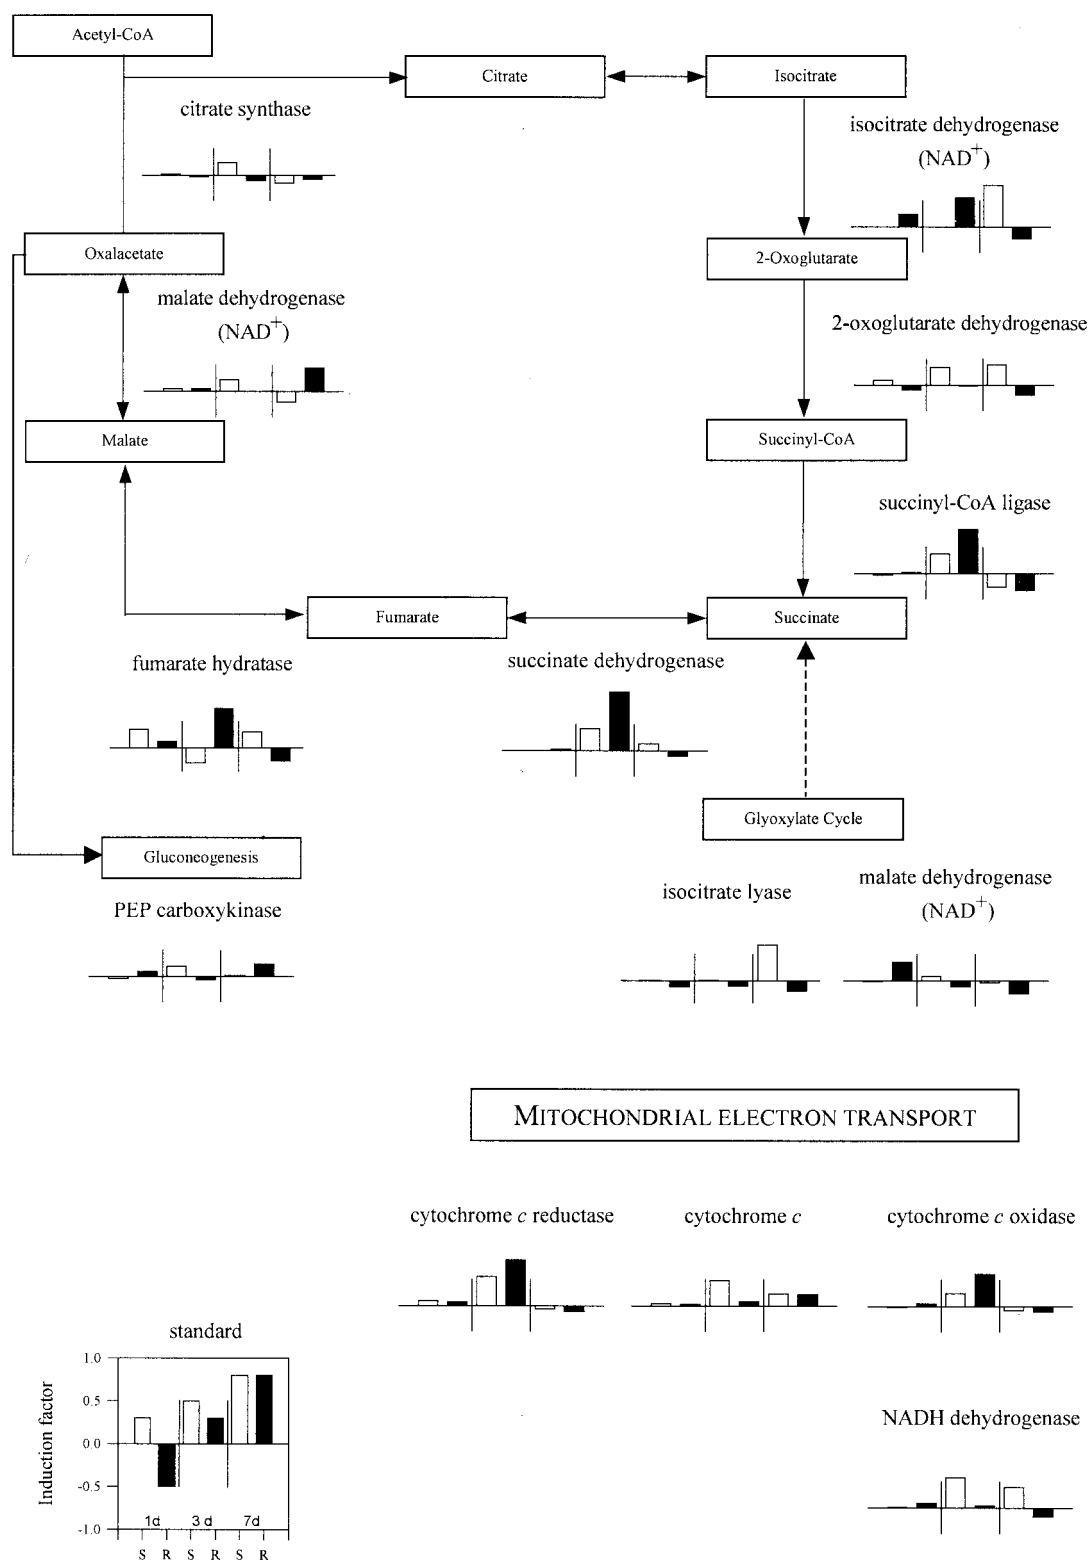 Acetyl-CoA
Citrate
Isocitrate
citrate synthase
isocitrate dehydrogenase
(NAD+)
Oxalacetate
2-Oxoglutarate
malate dehydrogenase
(NAD+)
2-oxoglutarate dehydrogenase
Malate
Succinyl-CoA
succinyl-CoA ligase
Fumarate
Succinate
fumarate hydratase
succinate dehydrogenase
Glyoxylate Cycle
Gluconeogenesis
PEP carboxykinase
isocitrate lyase
malate dehydrogenase
(NAD+)
MITOCHONDRIAL ELECTRON TRANSPORT
cytochrome c reductase
cytochrome c
cytochrome c oxidase
standard
NADH dehydrogenase
Induction factor
1.0
0.5
0.0
-0.5
-1.0
1d 3 d 7d
S R S R S R